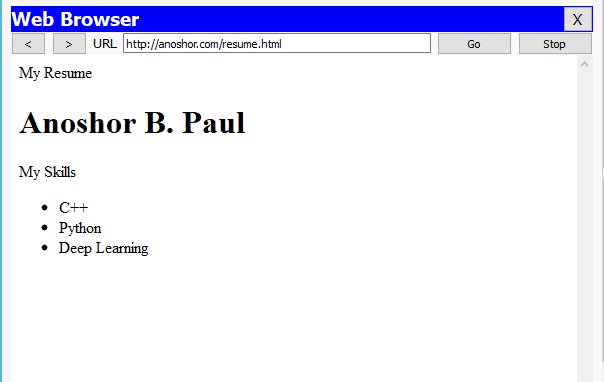 Web Browser X
< > URL http://anoshor.com/resume.html Go Stop
My Resume
Anoshor B. Paul
My Skills
• C++
• Python
• Deep Learning